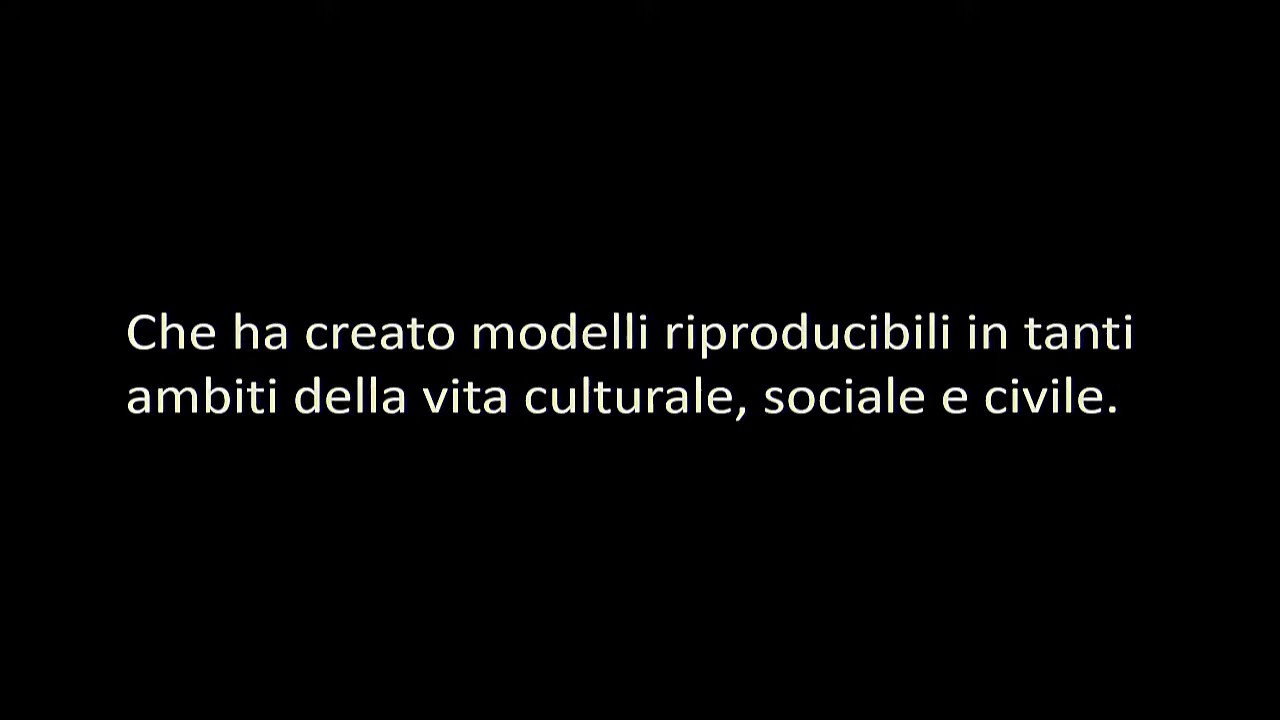 Che ha creato modelli riproducibili in tanti
ambiti della vita culturale, sociale e civile.